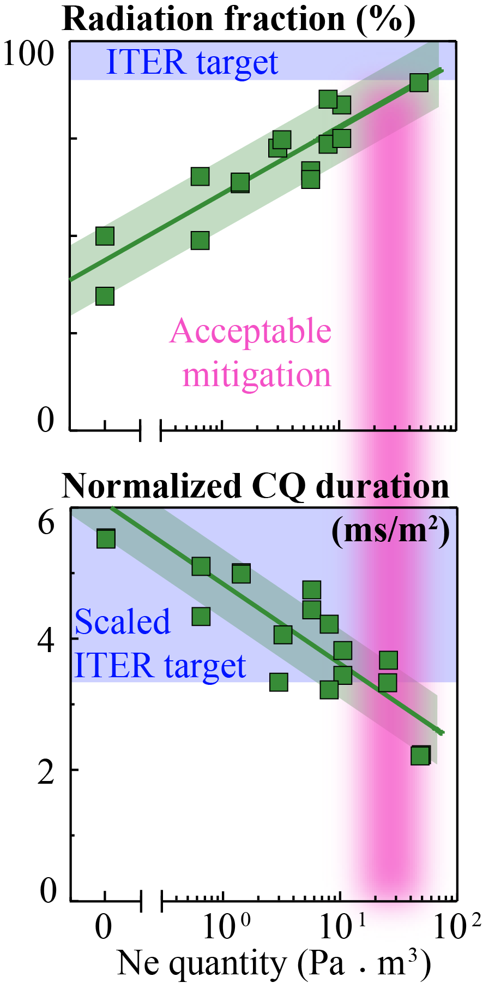 Radiation fraction (%)
100
ITER target
Acceptable
mitigation
0
Normalized CQ duration
(ms/m²)
6
Scaled
4
ITER target
2
0
0 10⁰ 10¹ 10²
Ne quantity (Pa · m³)